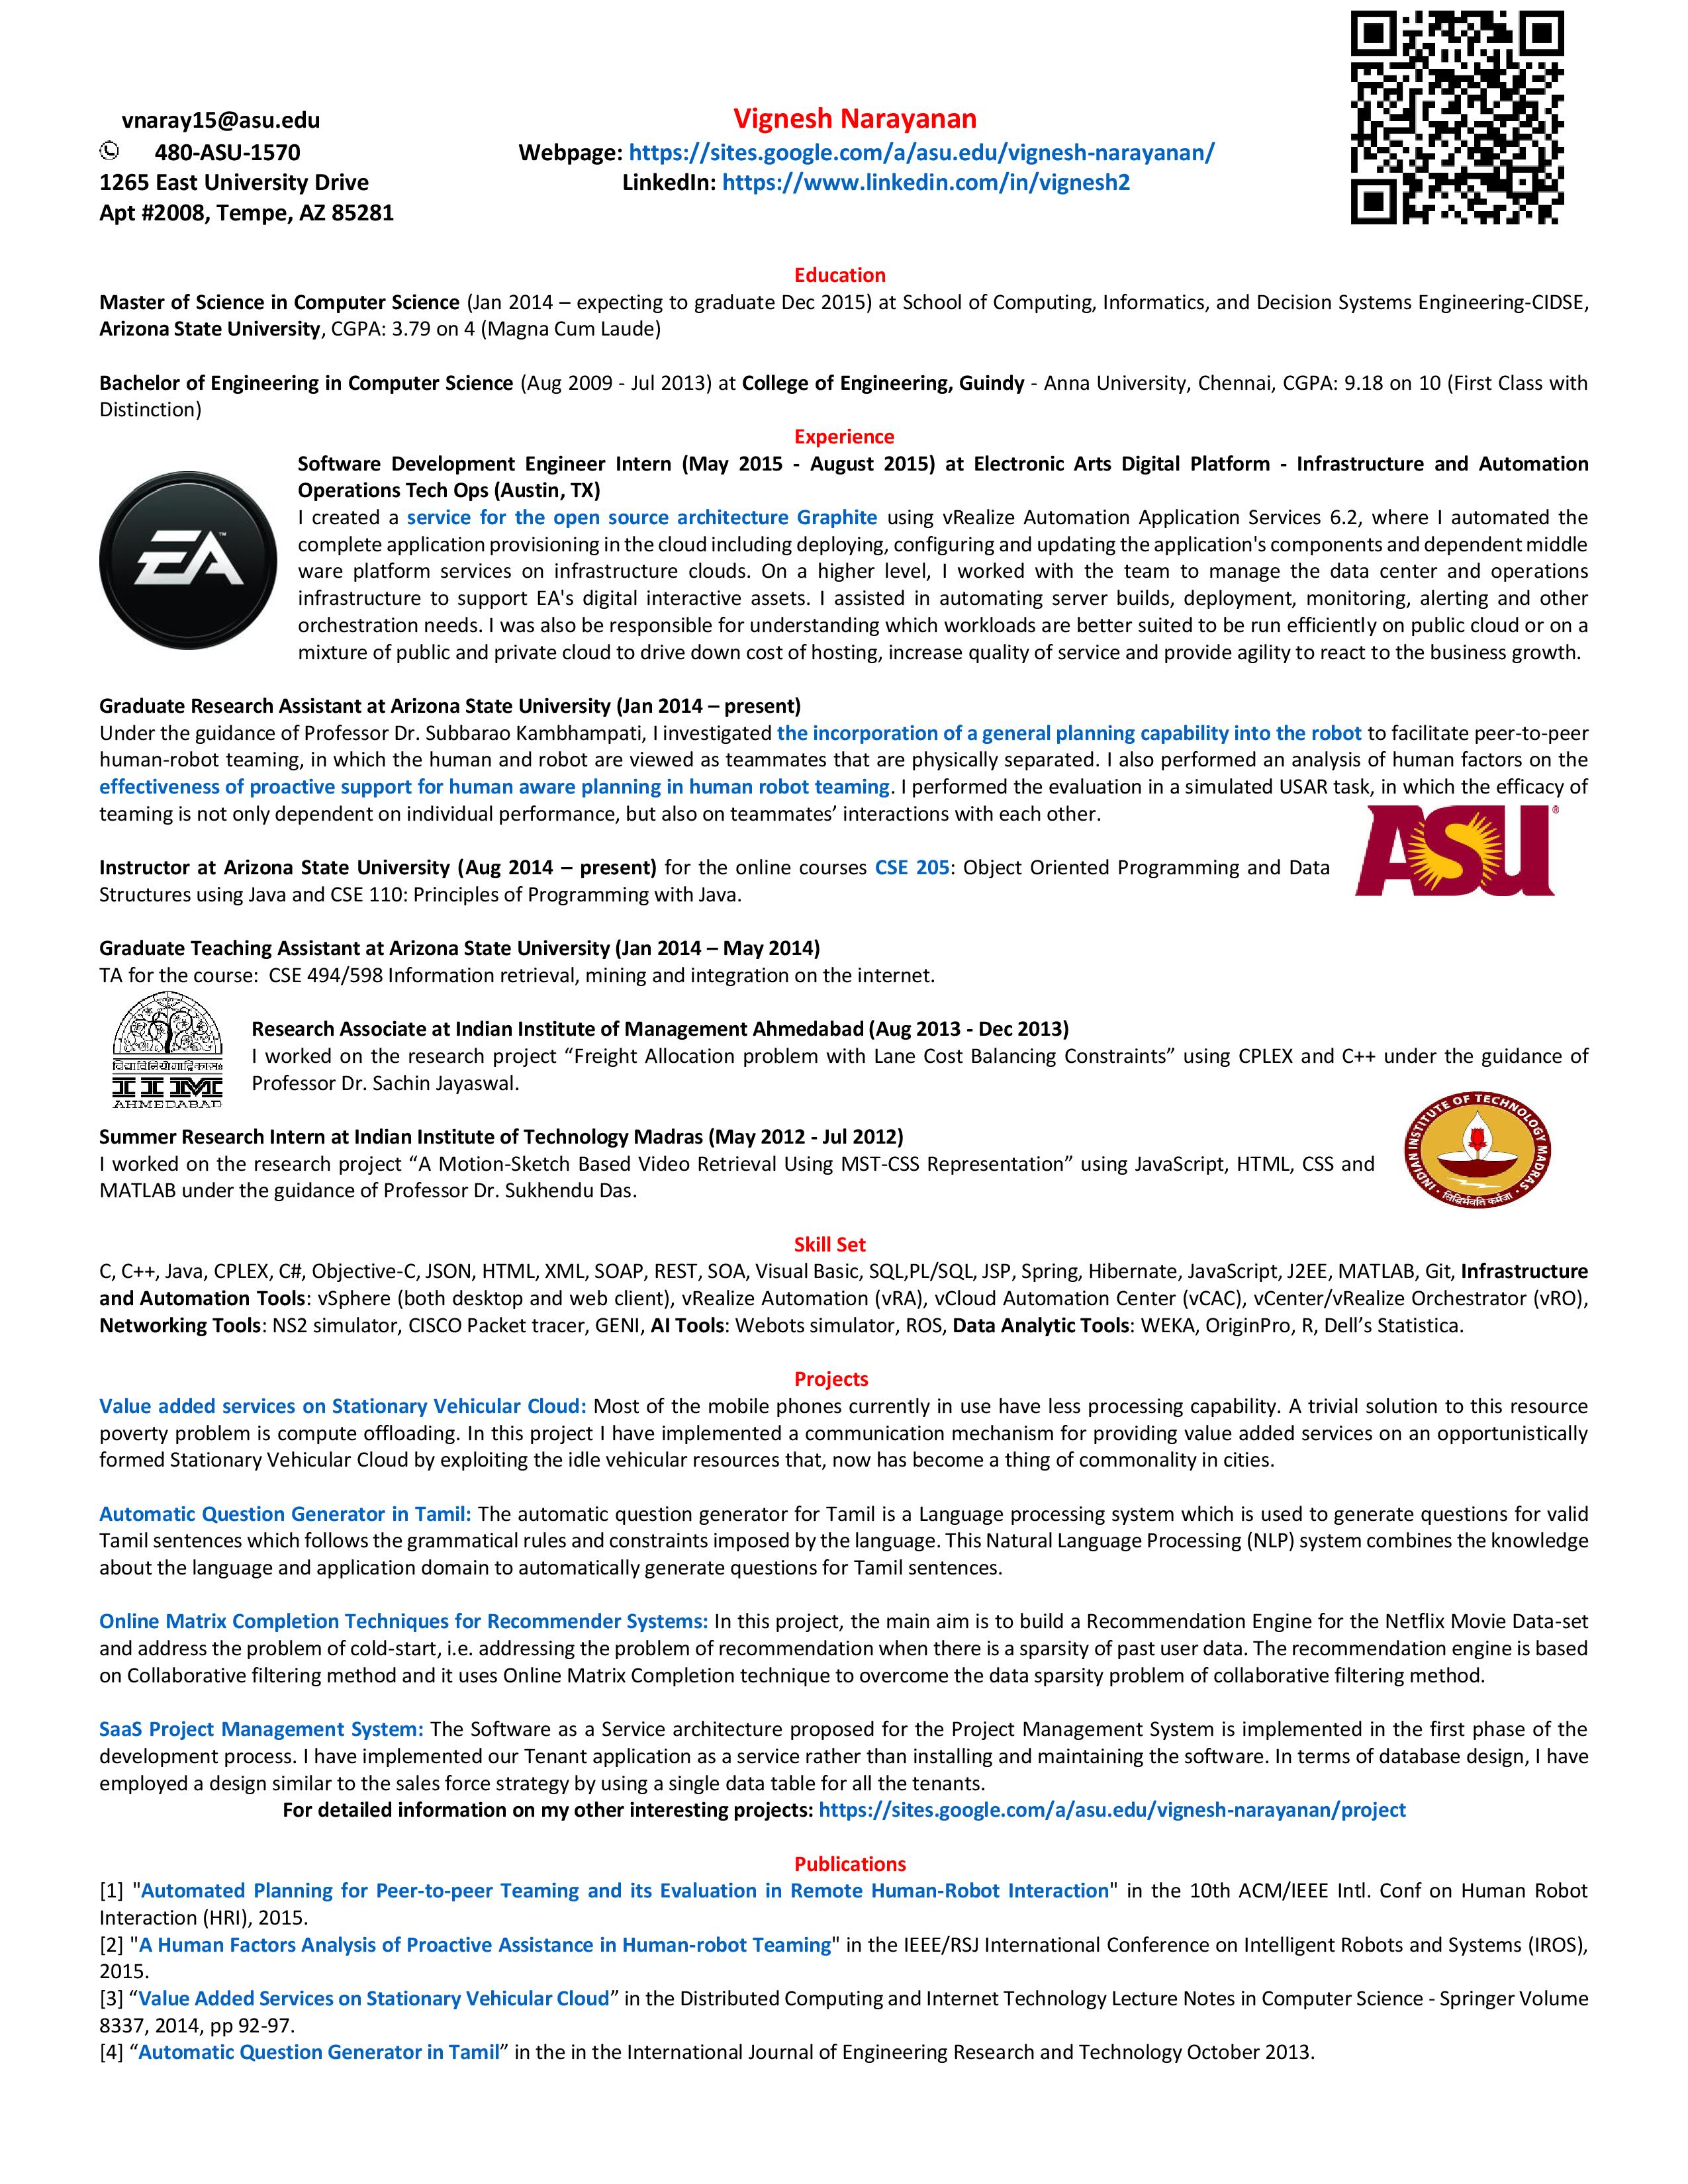 vnaray15@asu.edu
480-ASU-1570
1265 East University Drive
Apt #2008, Tempe, AZ 85281
Vignesh Narayanan
Webpage: https://sites.google.com/a/asu.edu/vignesh-narayanan/
LinkedIn: https://www.linkedin.com/in/vignesh2
Education
Master of Science in Computer Science (Jan 2014 – expecting to graduate Dec 2015) at School of Computing, Informatics, and Decision Systems Engineering-CIDSE,
Arizona State University, CGPA: 3.79 on 4 (Magna Cum Laude)
Bachelor of Engineering in Computer Science (Aug 2009 - Jul 2013) at College of Engineering, Guindy - Anna University, Chennai, CGPA: 9.18 on 10 (First Class with
Distinction)
Experience
EA™
Software Development Engineer Intern (May 2015 - August 2015) at Electronic Arts Digital Platform - Infrastructure and Automation
Operations Tech Ops (Austin, TX)
I created a service for the open source architecture Graphite using vRealize Automation Application Services 6.2, where I automated the
complete application provisioning in the cloud including deploying, configuring and updating the application's components and dependent middle
ware platform services on infrastructure clouds. On a higher level, I worked with the team to manage the data center and operations
infrastructure to support EA's digital interactive assets. I assisted in automating server builds, deployment, monitoring, alerting and other
orchestration needs. I was also be responsible for understanding which workloads are better suited to be run efficiently on public cloud or on a
mixture of public and private cloud to drive down cost of hosting, increase quality of service and provide agility to react to the business growth.
Graduate Research Assistant at Arizona State University (Jan 2014 – present)
Under the guidance of Professor Dr. Subbarao Kambhampati, I investigated the incorporation of a general planning capability into the robot to facilitate peer-to-peer
human-robot teaming, in which the human and robot are viewed as teammates that are physically separated. I also performed an analysis of human factors on the
effectiveness of proactive support for human aware planning in human robot teaming. I performed the evaluation in a simulated USAR task, in which the efficacy of
teaming is not only dependent on individual performance, but also on teammates’ interactions with each other.
ASU®
Instructor at Arizona State University (Aug 2014 – present) for the online courses CSE 205: Object Oriented Programming and Data
Structures using Java and CSE 110: Principles of Programming with Java.
Graduate Teaching Assistant at Arizona State University (Jan 2014 – May 2014)
TA for the course:  CSE 494/598 Information retrieval, mining and integration on the internet.
IIM
AHMEDABAD
Research Associate at Indian Institute of Management Ahmedabad (Aug 2013 - Dec 2013)
I worked on the research project “Freight Allocation problem with Lane Cost Balancing Constraints” using CPLEX and C++ under the guidance of
Professor Dr. Sachin Jayaswal.
INDIAN INSTITUTE OF TECHNOLOGY MADRAS
Summer Research Intern at Indian Institute of Technology Madras (May 2012 - Jul 2012)
I worked on the research project “A Motion-Sketch Based Video Retrieval Using MST-CSS Representation” using JavaScript, HTML, CSS and
MATLAB under the guidance of Professor Dr. Sukhendu Das.
Skill Set
C, C++, Java, CPLEX, C#, Objective-C, JSON, HTML, XML, SOAP, REST, SOA, Visual Basic, SQL,PL/SQL, JSP, Spring, Hibernate, JavaScript, J2EE, MATLAB, Git, Infrastructure
and Automation Tools: vSphere (both desktop and web client), vRealize Automation (vRA), vCloud Automation Center (vCAC), vCenter/vRealize Orchestrator (vRO),
Networking Tools: NS2 simulator, CISCO Packet tracer, GENI, AI Tools: Webots simulator, ROS, Data Analytic Tools: WEKA, OriginPro, R, Dell’s Statistica.
Projects
Value added services on Stationary Vehicular Cloud: Most of the mobile phones currently in use have less processing capability. A trivial solution to this resource
poverty problem is compute offloading. In this project I have implemented a communication mechanism for providing value added services on an opportunistically
formed Stationary Vehicular Cloud by exploiting the idle vehicular resources that, now has become a thing of commonality in cities.
Automatic Question Generator in Tamil: The automatic question generator for Tamil is a Language processing system which is used to generate questions for valid
Tamil sentences which follows the grammatical rules and constraints imposed by the language. This Natural Language Processing (NLP) system combines the knowledge
about the language and application domain to automatically generate questions for Tamil sentences.
Online Matrix Completion Techniques for Recommender Systems: In this project, the main aim is to build a Recommendation Engine for the Netflix Movie Data-set
and address the problem of cold-start, i.e. addressing the problem of recommendation when there is a sparsity of past user data. The recommendation engine is based
on Collaborative filtering method and it uses Online Matrix Completion technique to overcome the data sparsity problem of collaborative filtering method.
SaaS Project Management System: The Software as a Service architecture proposed for the Project Management System is implemented in the first phase of the
development process. I have implemented our Tenant application as a service rather than installing and maintaining the software. In terms of database design, I have
employed a design similar to the sales force strategy by using a single data table for all the tenants.
For detailed information on my other interesting projects: https://sites.google.com/a/asu.edu/vignesh-narayanan/project
Publications
[1] "Automated Planning for Peer-to-peer Teaming and its Evaluation in Remote Human-Robot Interaction" in the 10th ACM/IEEE Intl. Conf on Human Robot
Interaction (HRI), 2015.
[2] "A Human Factors Analysis of Proactive Assistance in Human-robot Teaming" in the IEEE/RSJ International Conference on Intelligent Robots and Systems (IROS),
2015.
[3] “Value Added Services on Stationary Vehicular Cloud” in the Distributed Computing and Internet Technology Lecture Notes in Computer Science - Springer Volume
8337, 2014, pp 92-97.
[4] “Automatic Question Generator in Tamil” in the in the International Journal of Engineering Research and Technology October 2013.